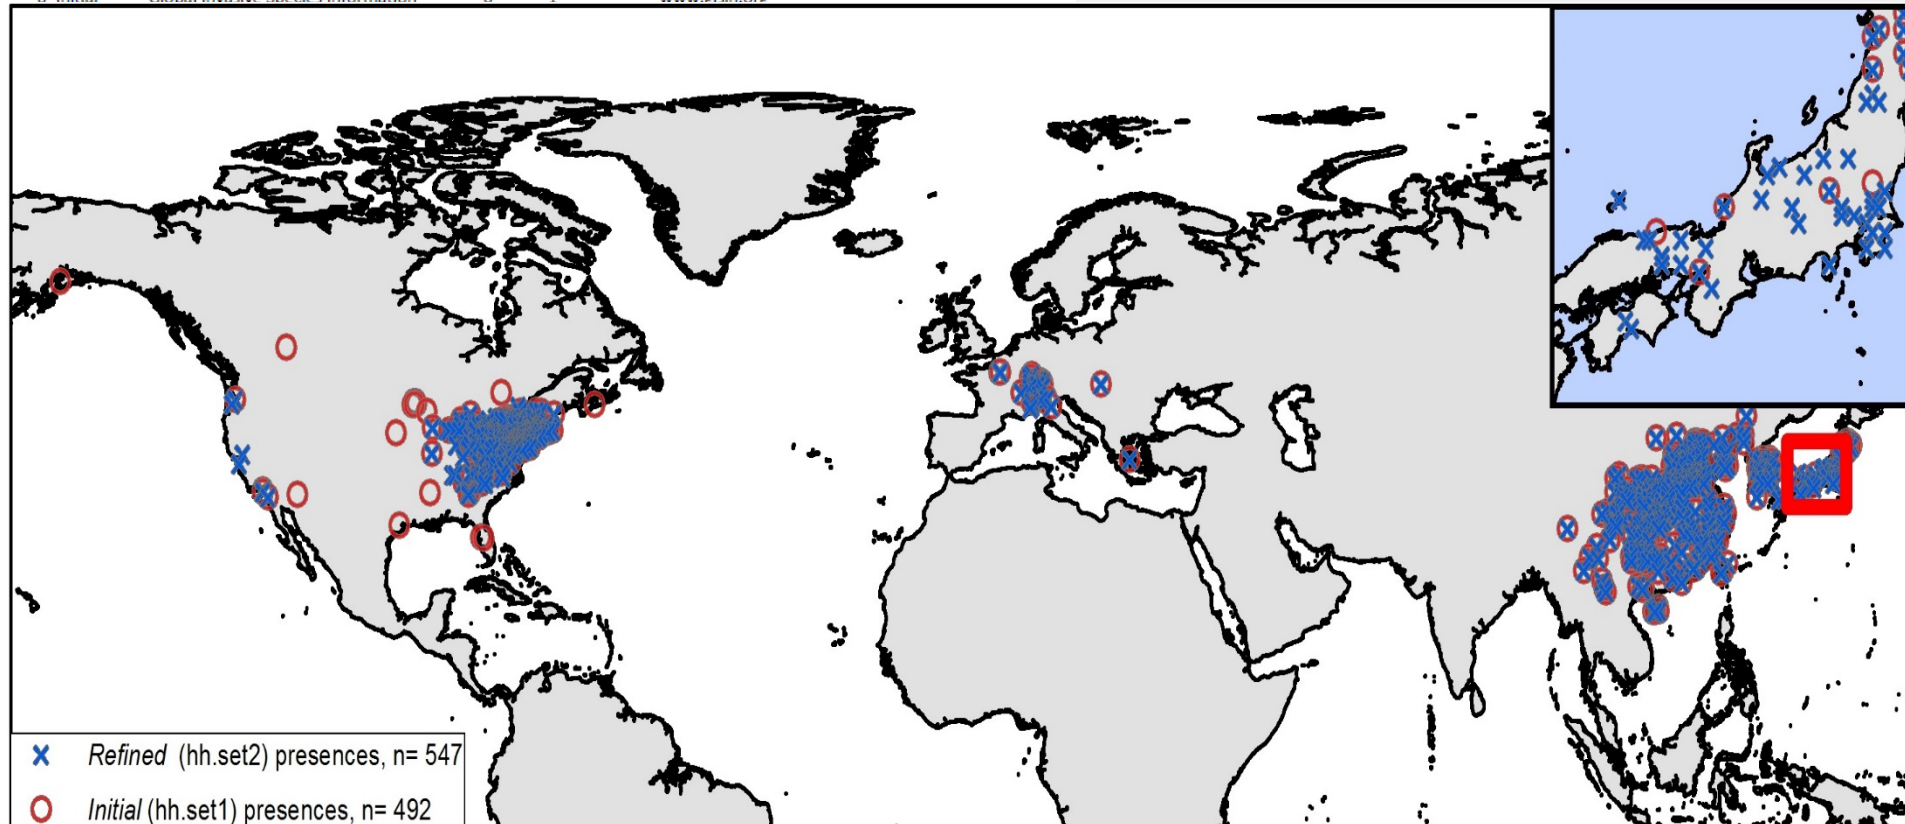 Refined (hh.set2) presences, n= 547
Initial (hh.set1) presences, n= 492